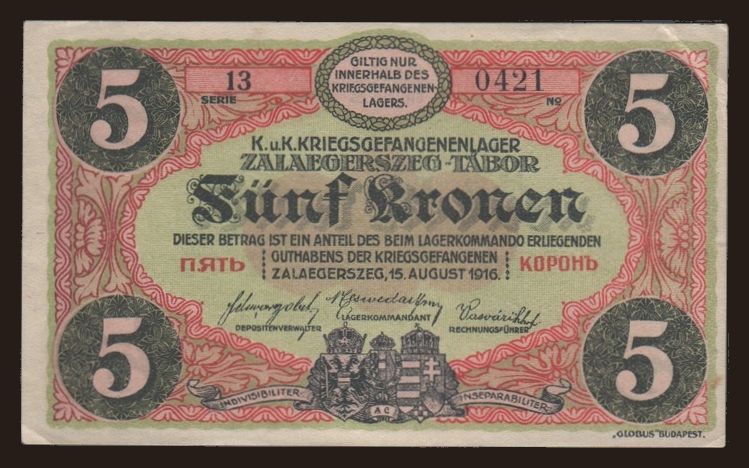 GILTIG NUR
INNERHALB DES
KRIEGSGEFANGENEN-
LAGERS.
5 13 0421 5
SERIE No
K.u.K.KRIEGSGEFANGENENLAGER
ZALAEGERSZEG-TÁBOR
Fünf Kronen
DIESER BETRAG IST EIN ANTEIL DES BEIM LAGERKOMMANDO ERLIEGENDEN
GUTHABENS DER KRIEGSGEFANGENEN
ПЯТЬ КОРОНЬ
ZALAEGERSZEG, 15. AUGUST 1916.
DEPOSITENVERWALTER LAGERKOMMANDANT RECHNUNGSFÜHRER
5 5
INDIVISIBILITER AC INSEPARABILITER
„GLOBUS" BUDAPEST.